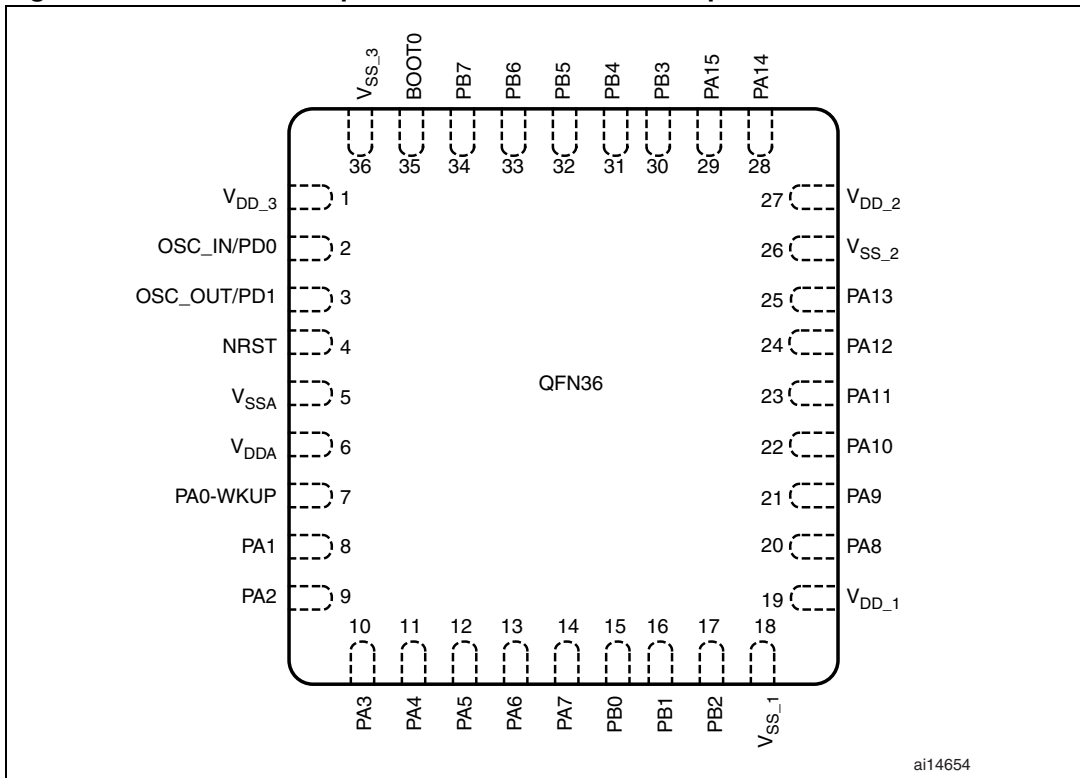 VSS_3
BOOT0
PB7
PB6
PB5
PB4
PB3
PA15
PA14
36
35
34
33
32
31
30
29
28
VDD_3 1
OSC_IN/PD0 2
OSC_OUT/PD1 3
NRST 4
VSSA 5
VDDA 6
PA0-WKUP 7
PA1 8
PA2 9
QFN36
27 VDD_2
26 VSS_2
25 PA13
24 PA12
23 PA11
22 PA10
21 PA9
20 PA8
19 VDD_1
10
11
12
13
14
15
16
17
18
PA3
PA4
PA5
PA6
PA7
PB0
PB1
PB2
VSS_1
ai14654